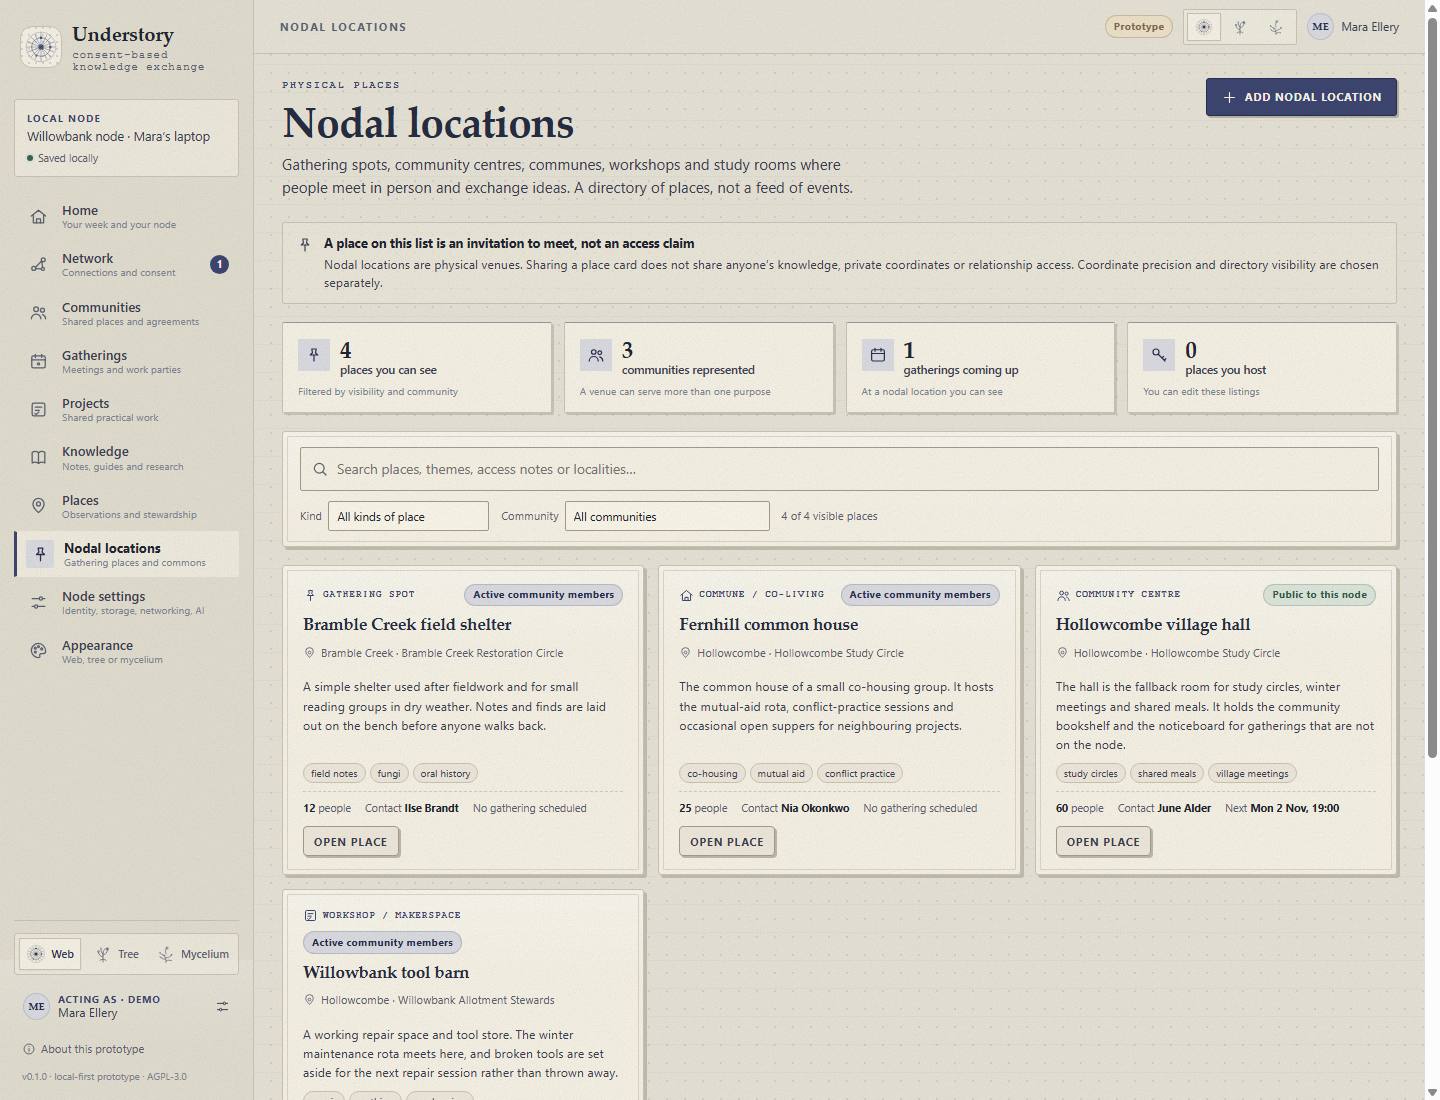 Understory
consent-based
knowledge exchange
LOCAL NODE
Willowbank node · Mara's laptop
Saved locally
Home
Your week and your node
Network
Connections and consent
1
Communities
Shared places and agreements
Gatherings
Meetings and work parties
Projects
Shared practical work
Knowledge
Notes, guides and research
Places
Observations and stewardship
Nodal locations
Gathering places and commons
Node settings
Identity, storage, networking, AI
Appearance
Web, tree or mycelium
Web
Tree
Mycelium
ME
ACTING AS · DEMO
Mara Ellery
About this prototype
v0.1.0 · local-first prototype · AGPL-3.0
NODAL LOCATIONS
Prototype
ME
Mara Ellery
PHYSICAL PLACES
Nodal locations
Gathering spots, community centres, communes, workshops and study rooms where
people meet in person and exchange ideas. A directory of places, not a feed of events.
ADD NODAL LOCATION
A place on this list is an invitation to meet, not an access claim
Nodal locations are physical venues. Sharing a place card does not share anyone's knowledge, private coordinates or relationship access. Coordinate precision and directory visibility are chosen
separately.
4
places you can see
Filtered by visibility and community
3
communities represented
A venue can serve more than one purpose
1
gatherings coming up
At a nodal location you can see
0
places you host
You can edit these listings
Search places, themes, access notes or localities...
Kind
All kinds of place
Community
All communities
4 of 4 visible places
GATHERING SPOT
Active community members
Bramble Creek field shelter
Bramble Creek · Bramble Creek Restoration Circle
A simple shelter used after fieldwork and for small
reading groups in dry weather. Notes and finds are laid
out on the bench before anyone walks back.
field notes
fungi
oral history
12 people
Contact Ilse Brandt
No gathering scheduled
OPEN PLACE
COMMUNE / CO-LIVING
Active community members
Fernhill common house
Hollowcombe · Hollowcombe Study Circle
The common house of a small co-housing group. It hosts
the mutual-aid rota, conflict-practice sessions and
occasional open suppers for neighbouring projects.
co-housing
mutual aid
conflict practice
25 people
Contact Nia Okonkwo
No gathering scheduled
OPEN PLACE
COMMUNITY CENTRE
Public to this node
Hollowcombe village hall
Hollowcombe · Hollowcombe Study Circle
The hall is the fallback room for study circles, winter
meetings and shared meals. It holds the community
bookshelf and the noticeboard for gatherings that are not
on the node.
study circles
shared meals
village meetings
60 people
Contact June Alder
Next Mon 2 Nov, 19:00
OPEN PLACE
WORKSHOP / MAKERSPACE
Active community members
Willowbank tool barn
Hollowcombe · Willowbank Allotment Stewards
A working repair space and tool store. The winter
maintenance rota meets here, and broken tools are set
aside for the next repair session rather than thrown away.